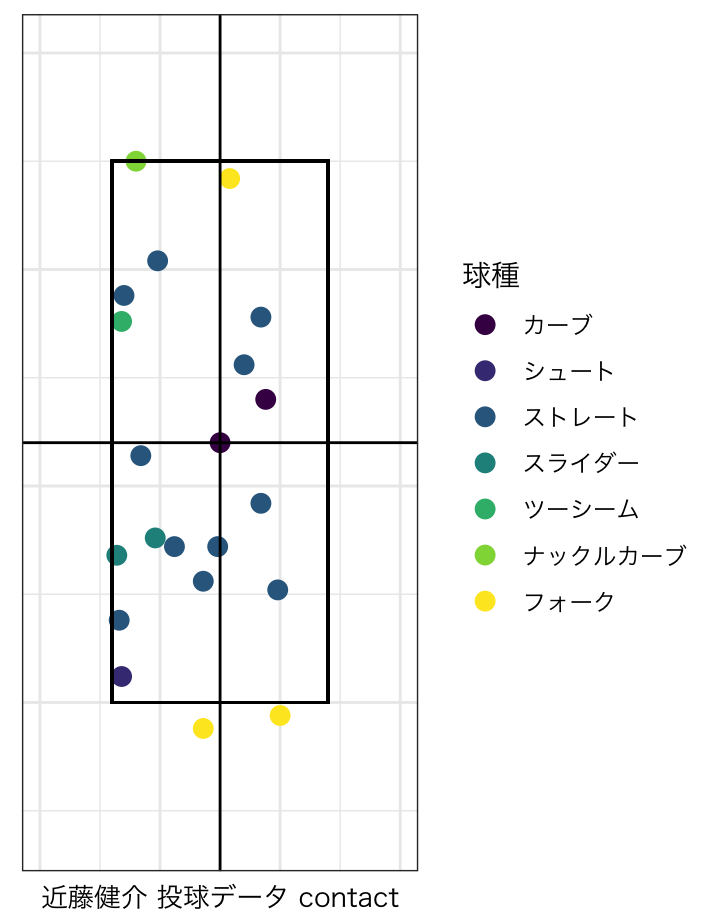 球種
カーブ
シュート
ストレート
スライダー
ツーシーム
ナックルカーブ
フォーク
近藤健介 投球データ contact